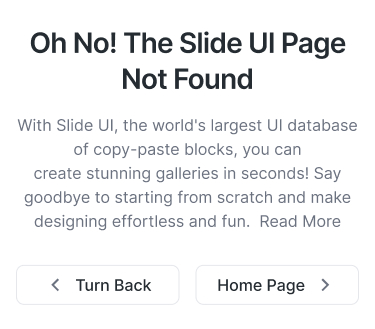 Oh No! The Slide UI Page
Not Found
With Slide UI, the world's largest UI database
of copy-paste blocks, you can
create stunning galleries in seconds! Say
goodbye to starting from scratch and make
designing effortless and fun.  Read More
Turn Back
Home Page